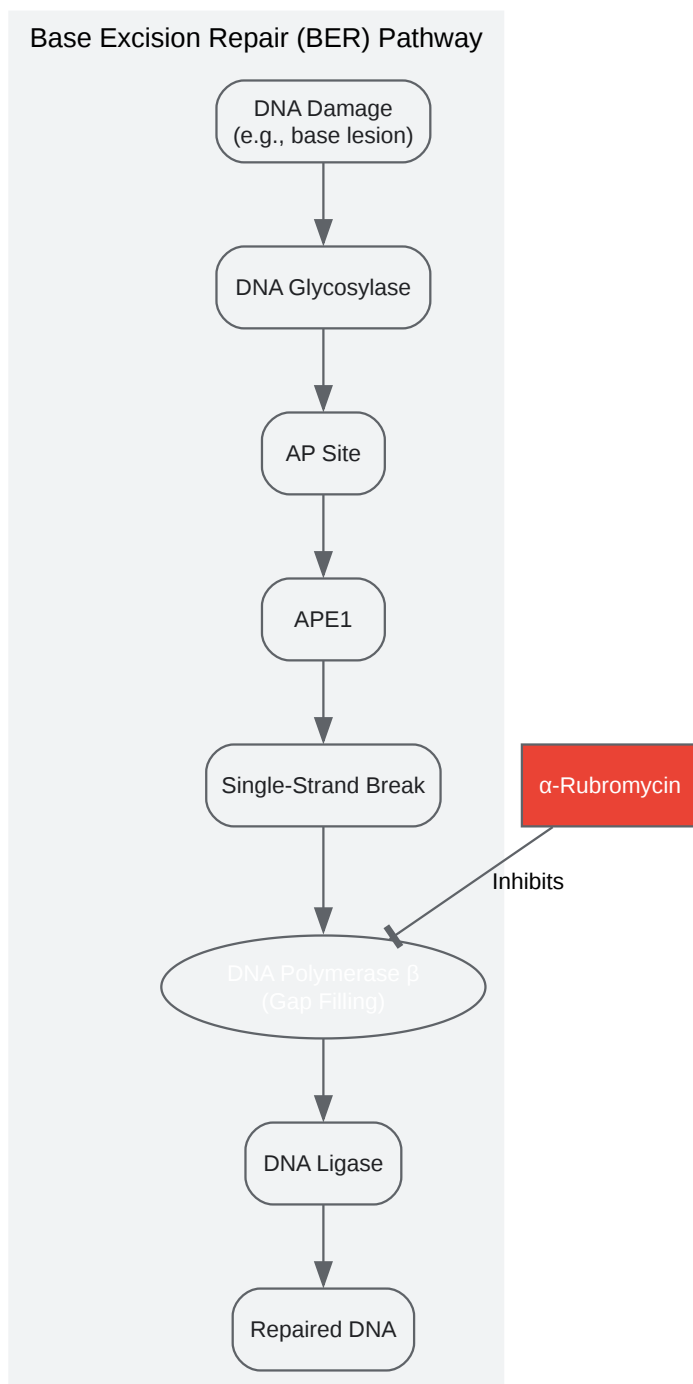 Base Excision Repair (BER) Pathway
DNA Damage
(e.g., base lesion)
DNA Glycosylase
AP Site
APE1
Single-Strand Break
α-Rubromycin
Inhibits
DNA Polymerase β
(Gap Filling)
DNA Ligase
Repaired DNA